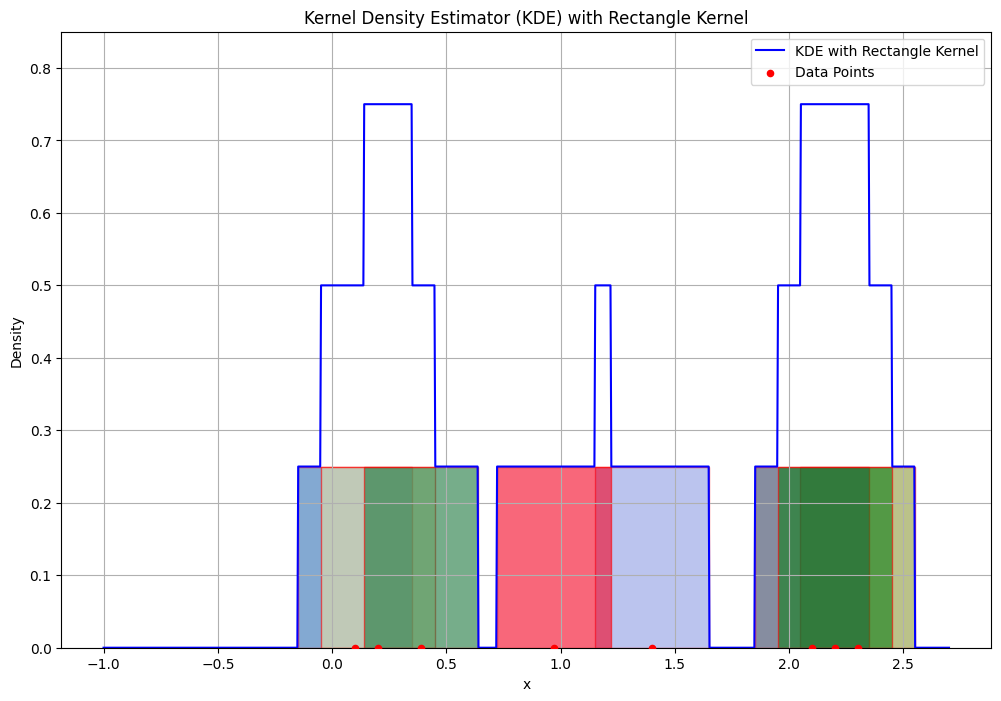 Kernel Density Estimator (KDE) with Rectangle Kernel
KDE with Rectangle Kernel
Data Points
Density
0.8
0.7
0.6
0.5
0.4
0.3
0.2
0.1
0.0
−1.0 −0.5 0.0 0.5 1.0 1.5 2.0 2.5
x